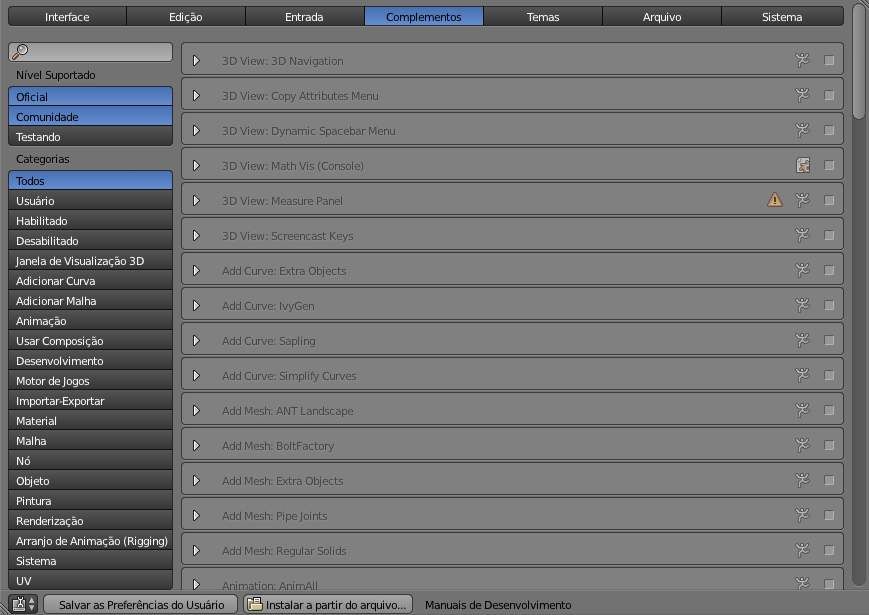 Interface Edição Entrada Complementos Temas Arquivo Sistema
Nível Suportado
Oficial
Comunidade
Testando
Categorias
Todos
Usuário
Habilitado
Desabilitado
Janela de Visualização 3D
Adicionar Curva
Adicionar Malha
Animação
Usar Composição
Desenvolvimento
Motor de Jogos
Importar-Exportar
Material
Malha
Nó
Objeto
Pintura
Renderização
Arranjo de Animação (Rigging)
Sistema
UV
3D View: 3D Navigation
3D View: Copy Attributes Menu
3D View: Dynamic Spacebar Menu
3D View: Math Vis (Console)
3D View: Measure Panel
3D View: Screencast Keys
Add Curve: Extra Objects
Add Curve: IvyGen
Add Curve: Sapling
Add Curve: Simplify Curves
Add Mesh: ANT Landscape
Add Mesh: BoltFactory
Add Mesh: Extra Objects
Add Mesh: Pipe Joints
Add Mesh: Regular Solids
Animation: AnimAll
Salvar as Preferências do Usuário Instalar a partir do arquivo... Manuais de Desenvolvimento